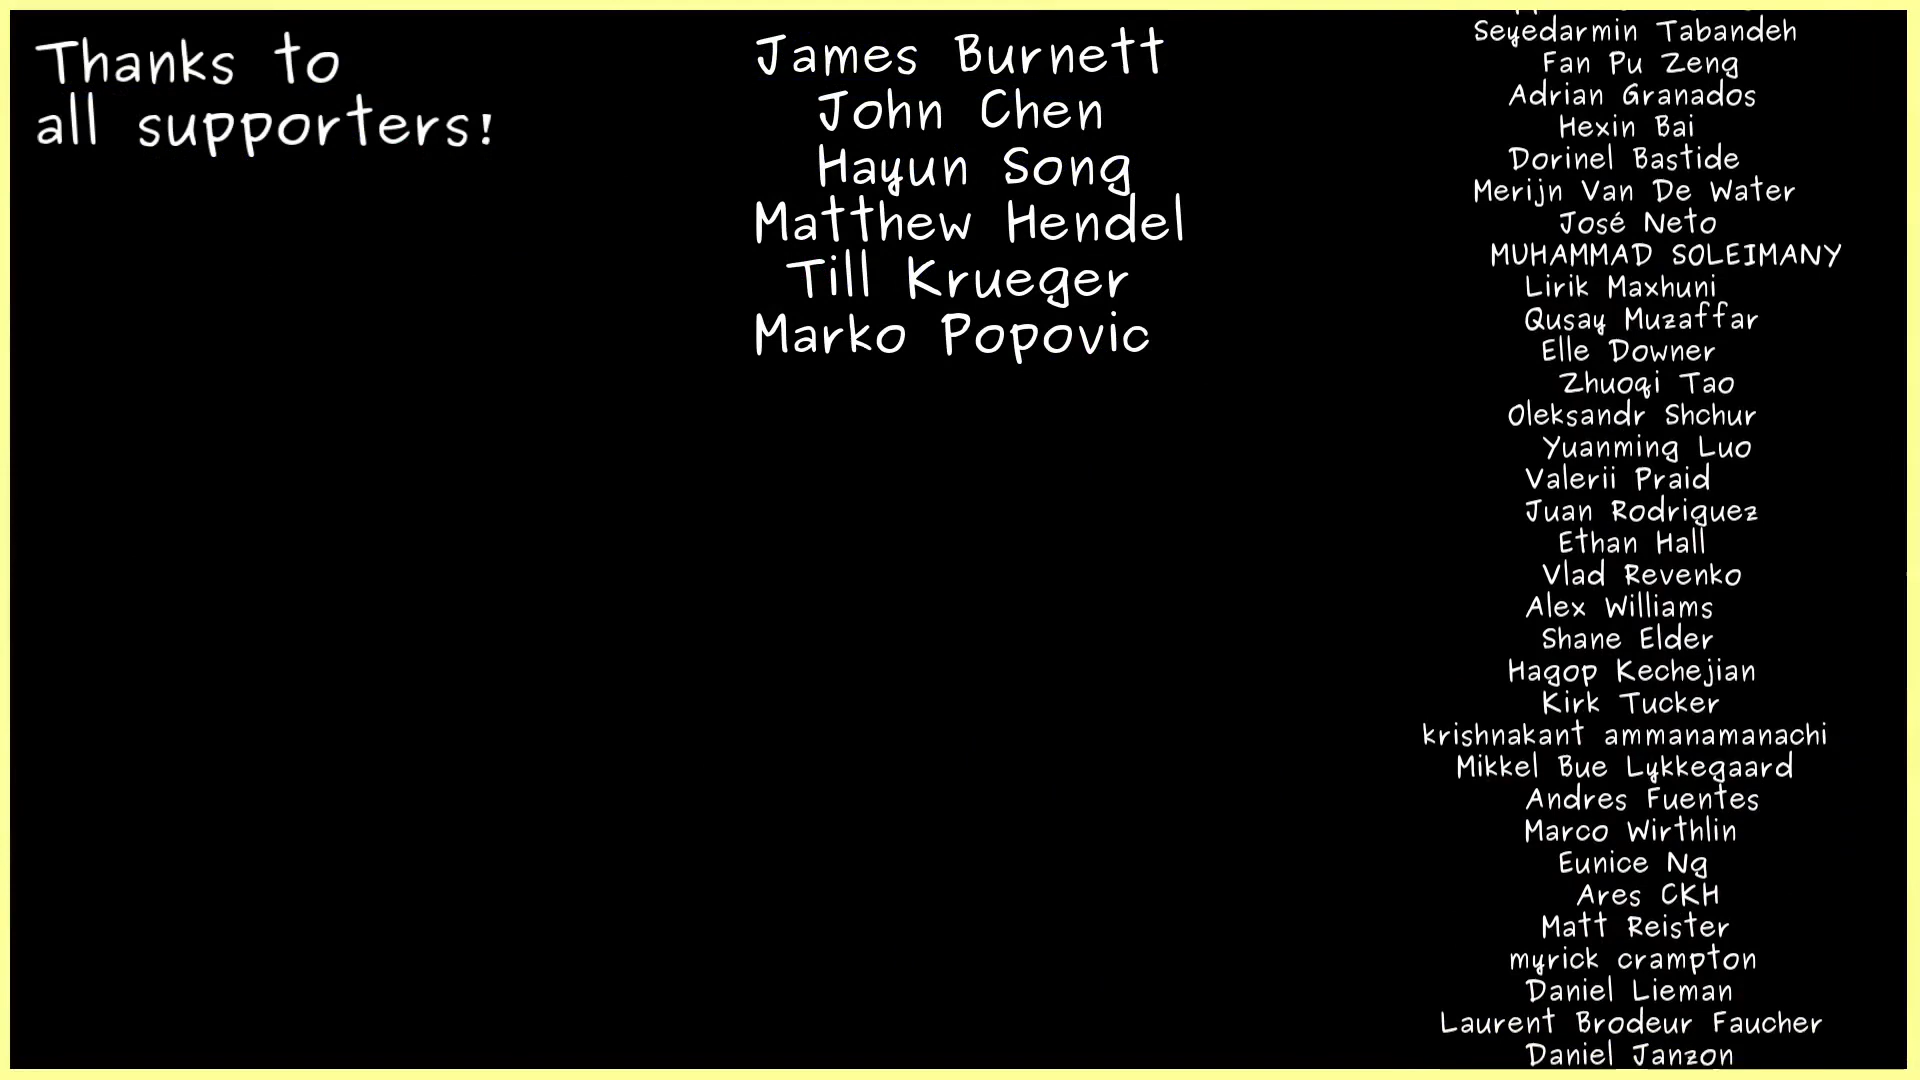 Thanks to
all supporters!
James Burnett
John Chen
Hayun Song
Matthew Hendel
Till Krueger
Marko Popovic
Seyedarmin Tabandeh
Fan Pu Zeng
Adrian Granados
Hexin Bai
Dorinel Bastide
Merijn Van De Water
José Neto
MUHAMMAD SOLEIMANY
Lirik Maxhuni
Qusay Muzaffar
Elle Downer
Zhuoqi Tao
Oleksandr Shchur
Yuanming Luo
Valerii Praid
Juan Rodriguez
Ethan Hall
Vlad Revenko
Alex Williams
Shane Elder
Hagop Kechejian
Kirk Tucker
krishnakant ammanamanachi
Mikkel Bue Lykkegaard
Andres Fuentes
Marco Wirthlin
Eunice Ng
Ares CKH
Matt Reister
myrick crampton
Daniel Lieman
Laurent Brodeur Faucher
Daniel Janzon